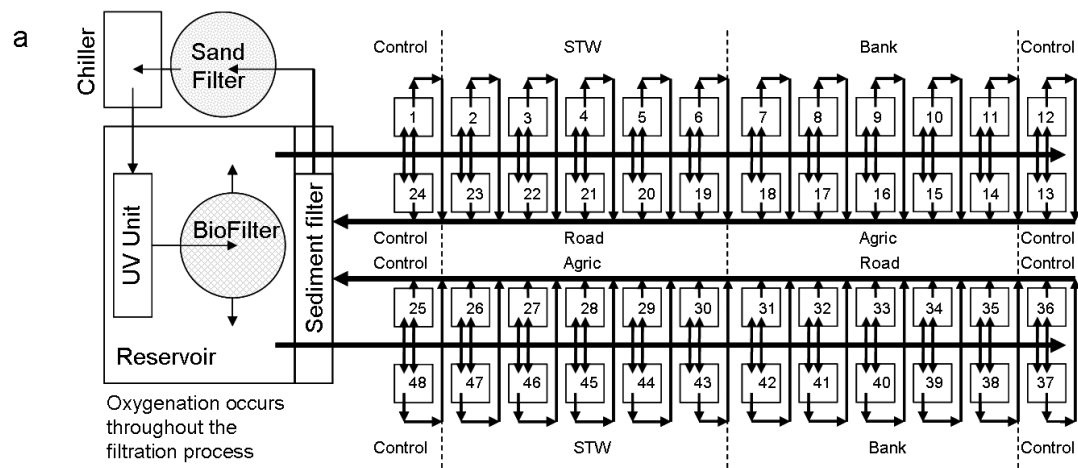 a
Chiller
Sand
Filter
Control STW Bank Control
1 2 3 4 5 6 7 8 9 10 11 12
24 23 22 21 20 19 18 17 16 15 14 13
Control Road Agric Control
Control Agric Road Control
25 26 27 28 29 30 31 32 33 34 35 36
48 47 46 45 44 43 42 41 40 39 38 37
Control STW Bank Control
UV Unit
BioFilter
Sediment filter
Reservoir
Oxygenation occurs
throughout the
filtration process